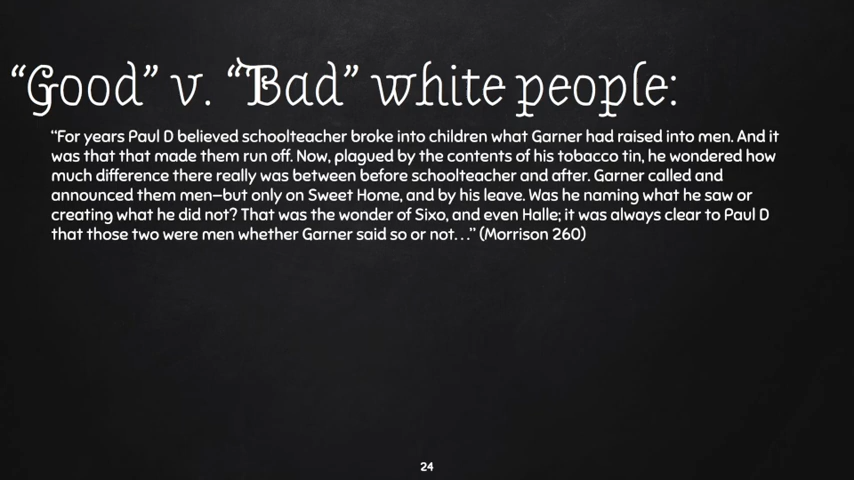 “Good” v. “Bad” white people:
“For years Paul D believed schoolteacher broke into children what Garner had raised into men. And it
was that that made them run off. Now, plagued by the contents of his tobacco tin, he wondered how
much difference there really was between before schoolteacher and after. Garner called and
announced them men—but only on Sweet Home, and by his leave. Was he naming what he saw or
creating what he did not? That was the wonder of Sixo, and even Halle; it was always clear to Paul D
that those two were men whether Garner said so or not…” (Morrison 260)
24